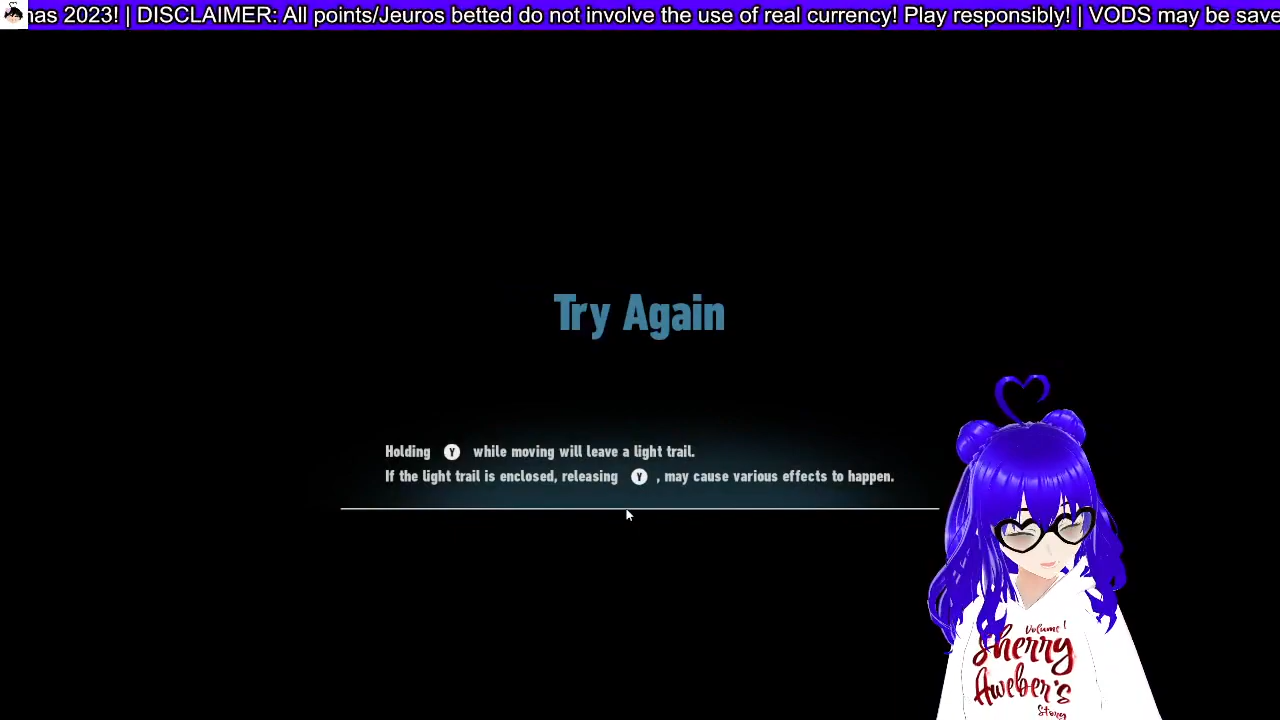 nas 2023! | DISCLAIMER: All points/Jeuros betted do not involve the use of real currency! Play responsibly! | VODS may be save
Try Again
Holding Y while moving will leave a light trail.
If the light trail is enclosed, releasing Y , may cause various effects to happen.
Volume 1
Sherry
Aweber's
Story